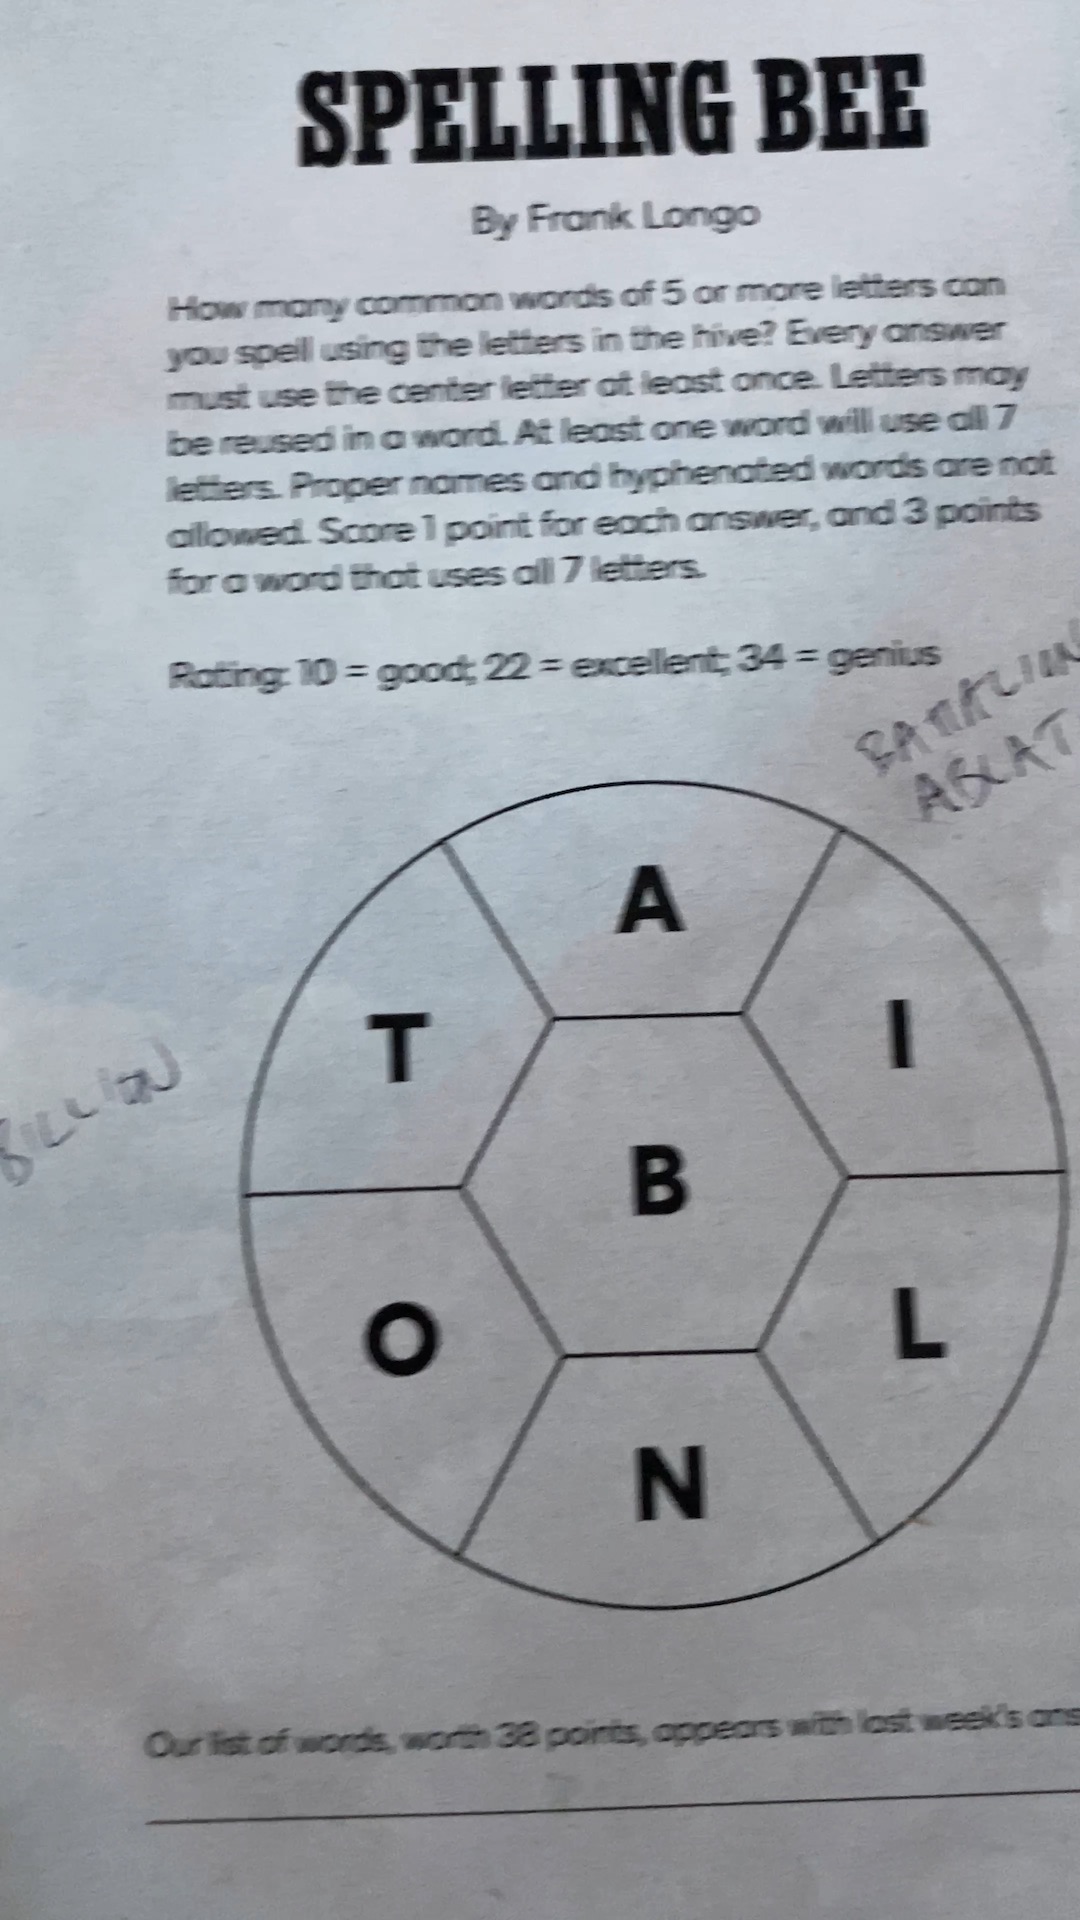 SPELLING BEE
By Frank Longo
How many common words of 5 or more letters can
you spell using the letters in the hive? Every answer
must use the center letter at least once. Letters may
be reused in a word. At least one word will use all 7
letters. Proper names and hyphenated words are not
allowed. Score 1 point for each answer, and 3 points
for a word that uses all 7 letters.
Rating: 10 = good; 22 = excellent; 34 = genius
ABLAT
A
T
I
BILLION
B
O
L
N
Our list of words, worth 38 points, appears with last week's ans